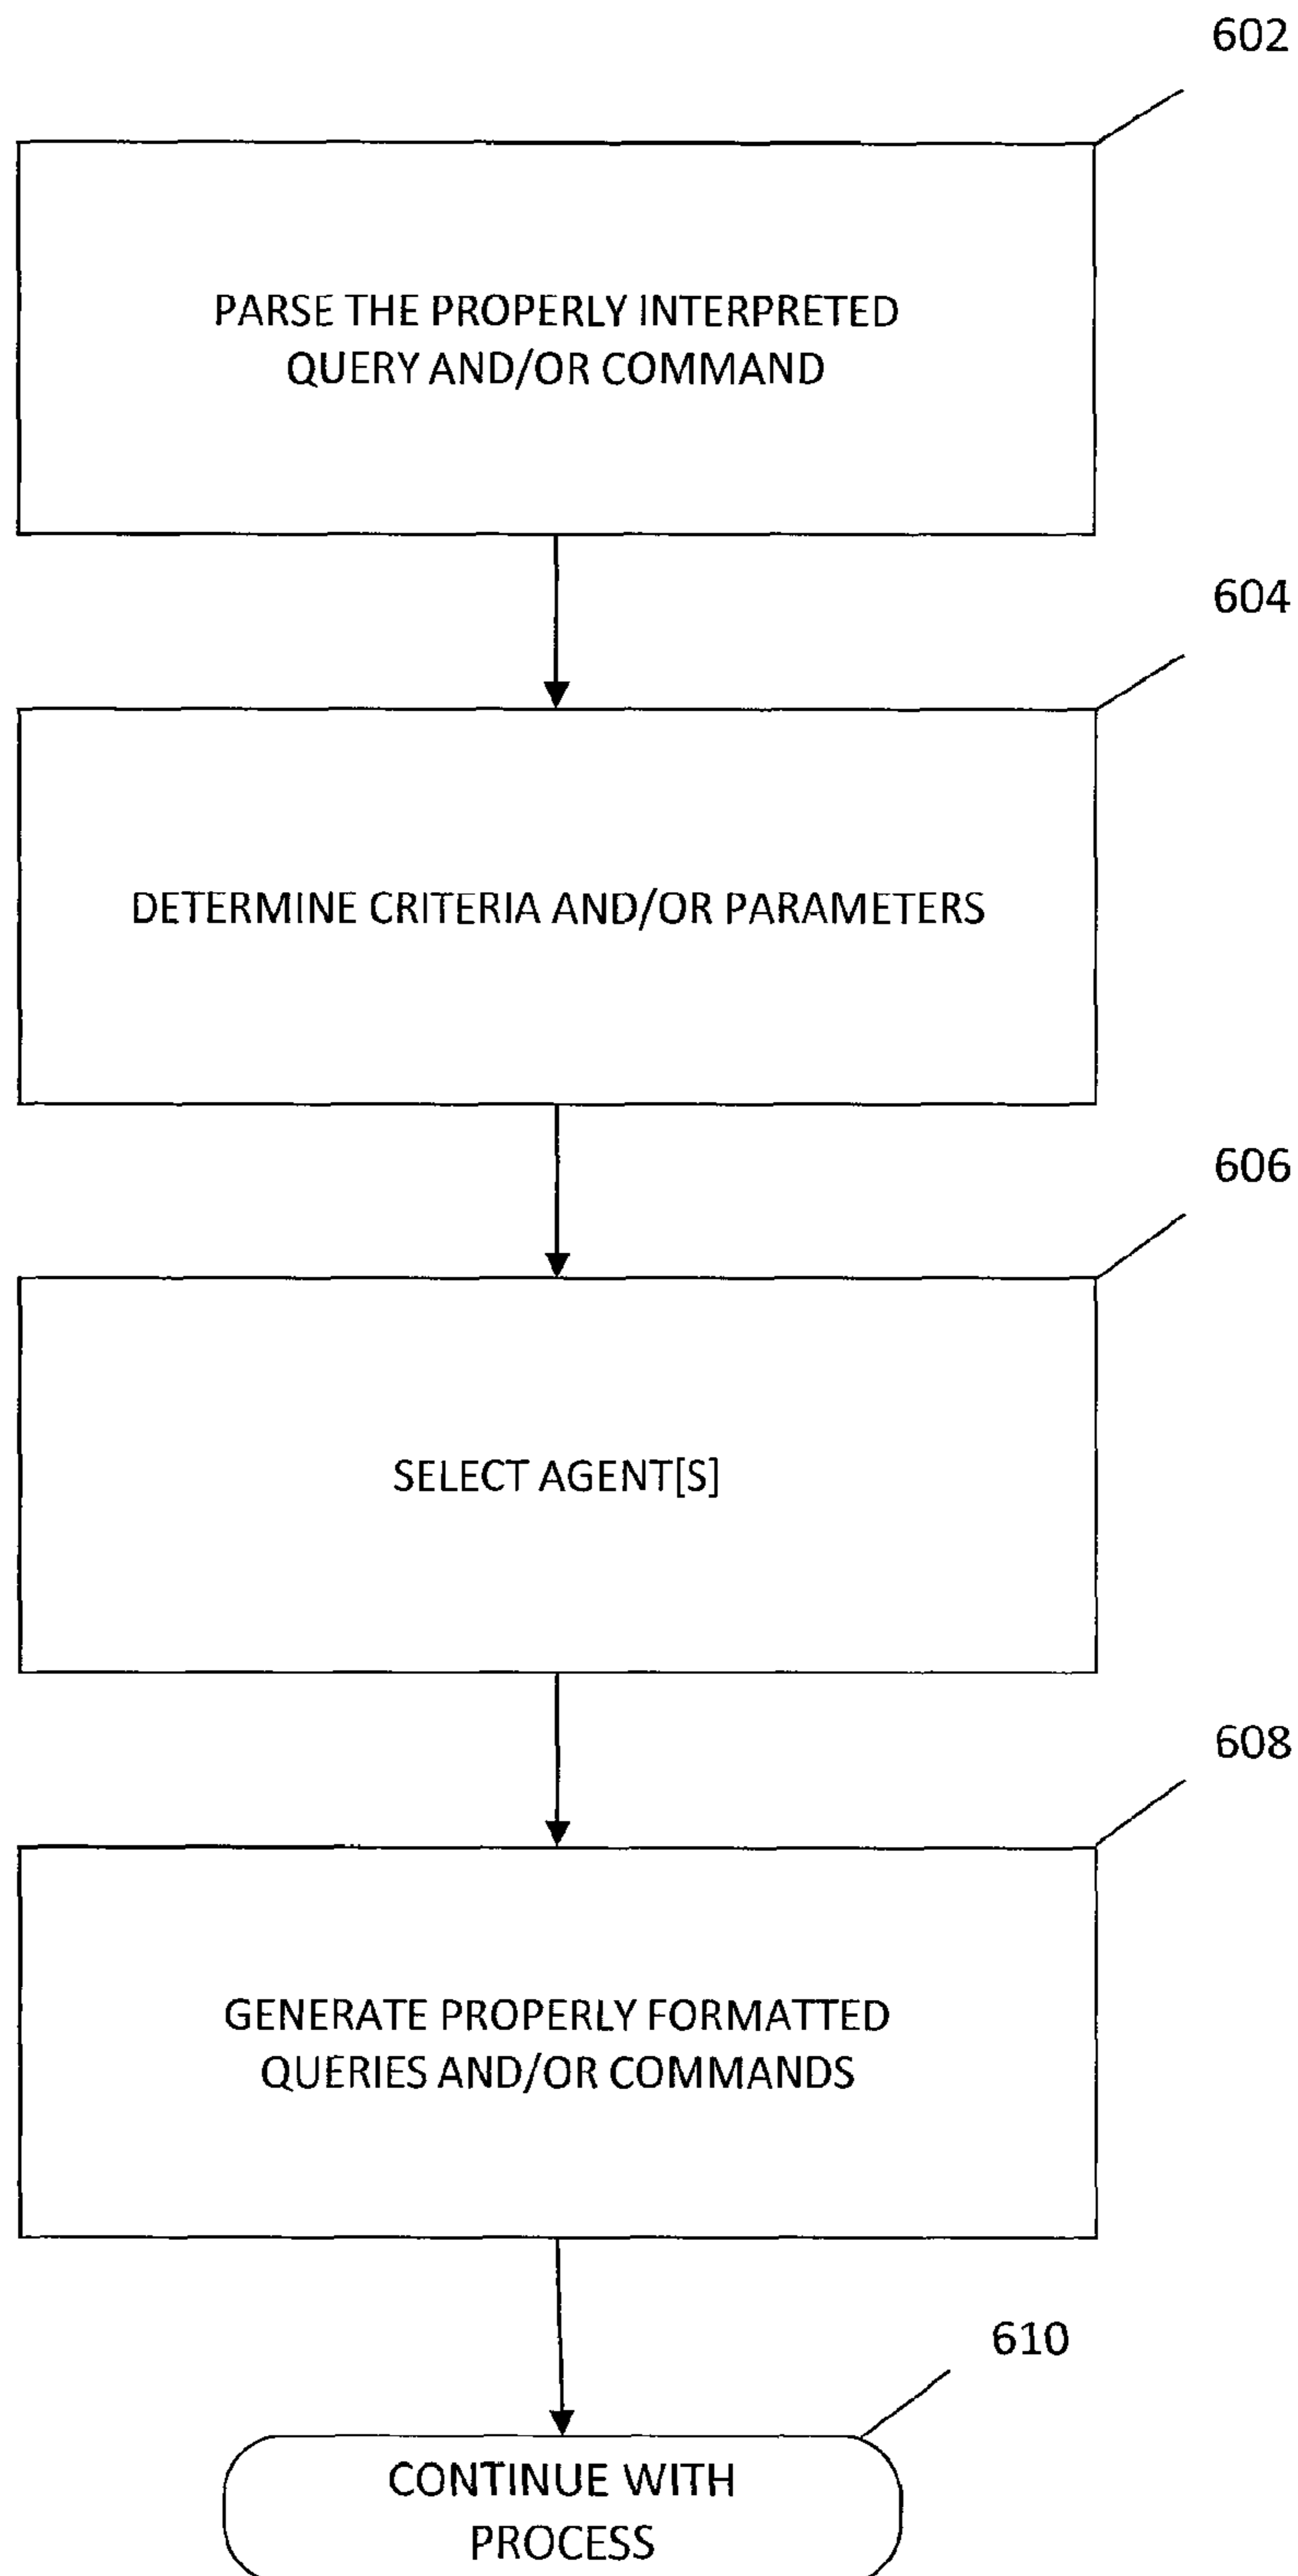 602
PARSE THE PROPERLY INTERPRETED
QUERY AND/OR COMMAND
604
DETERMINE CRITERIA AND/OR PARAMETERS
606
SELECT AGENT[S]
608
GENERATE PROPERLY FORMATTED
QUERIES AND/OR COMMANDS
610
CONTINUE WITH
PROCESS